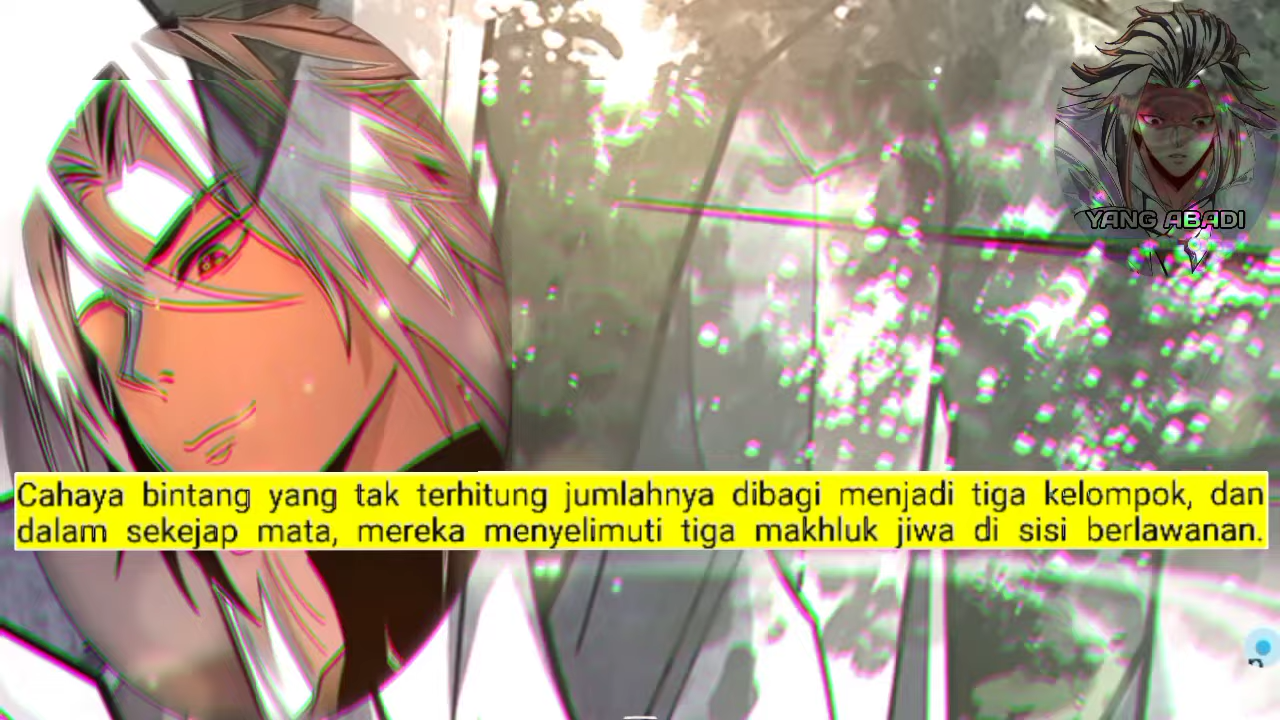 YANG ABADI
Cahaya bintang yang tak terhitung jumlahnya dibagi menjadi tiga kelompok, dan
dalam sekejap mata, mereka menyelimuti tiga makhluk jiwa di sisi berlawanan.